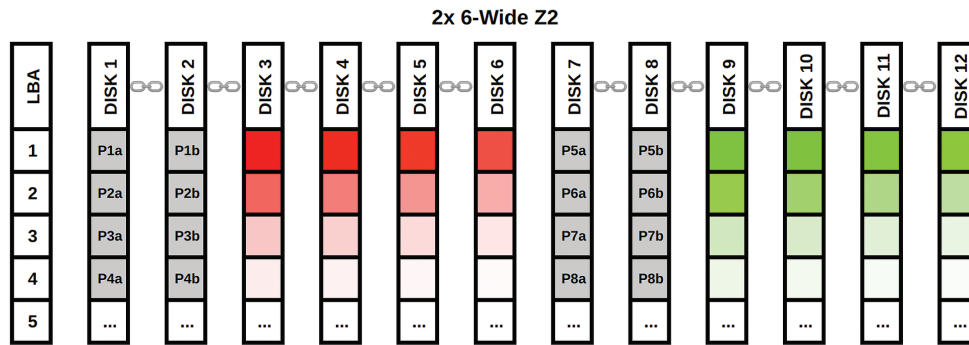 2x 6-Wide Z2
LBA DISK 1 DISK 2 DISK 3 DISK 4 DISK 5 DISK 6 DISK 7 DISK 8 DISK 9 DISK 10 DISK 11 DISK 12
1 P1a P1b P5a P5b
2 P2a P2b P6a P6b
3 P3a P3b P7a P7b
4 P4a P4b P8a P8b
5 ... ... ... ... ... ... ... ... ... ... ... ...